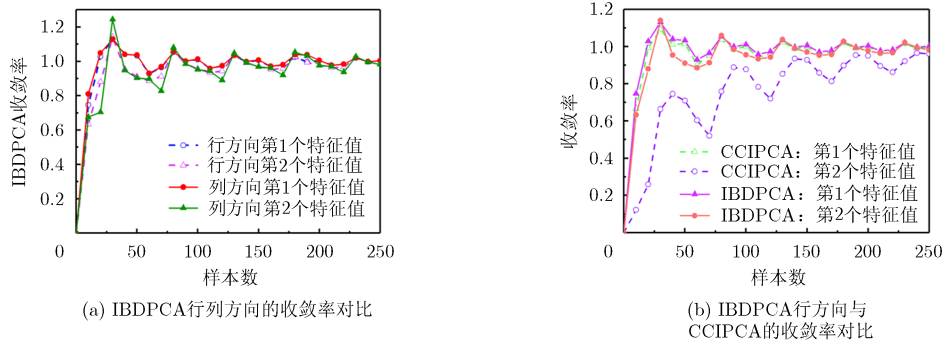 1.2
1.0
0.8
0.6
0.4
0.2
0
50
100
150
200
250
IBDPCA收敛率
样本数
行方向第1个特征值
行方向第2个特征值
列方向第1个特征值
列方向第2个特征值
(a) IBDPCA行列方向的收敛率对比
1.2
1.0
0.8
0.6
0.4
0.2
0
50
100
150
200
250
收敛率
样本数
CCIPCA：第1个特征值
CCIPCA：第2个特征值
IBDPCA：第1个特征值
IBDPCA：第2个特征值
(b) IBDPCA行方向与
CCIPCA的收敛率对比